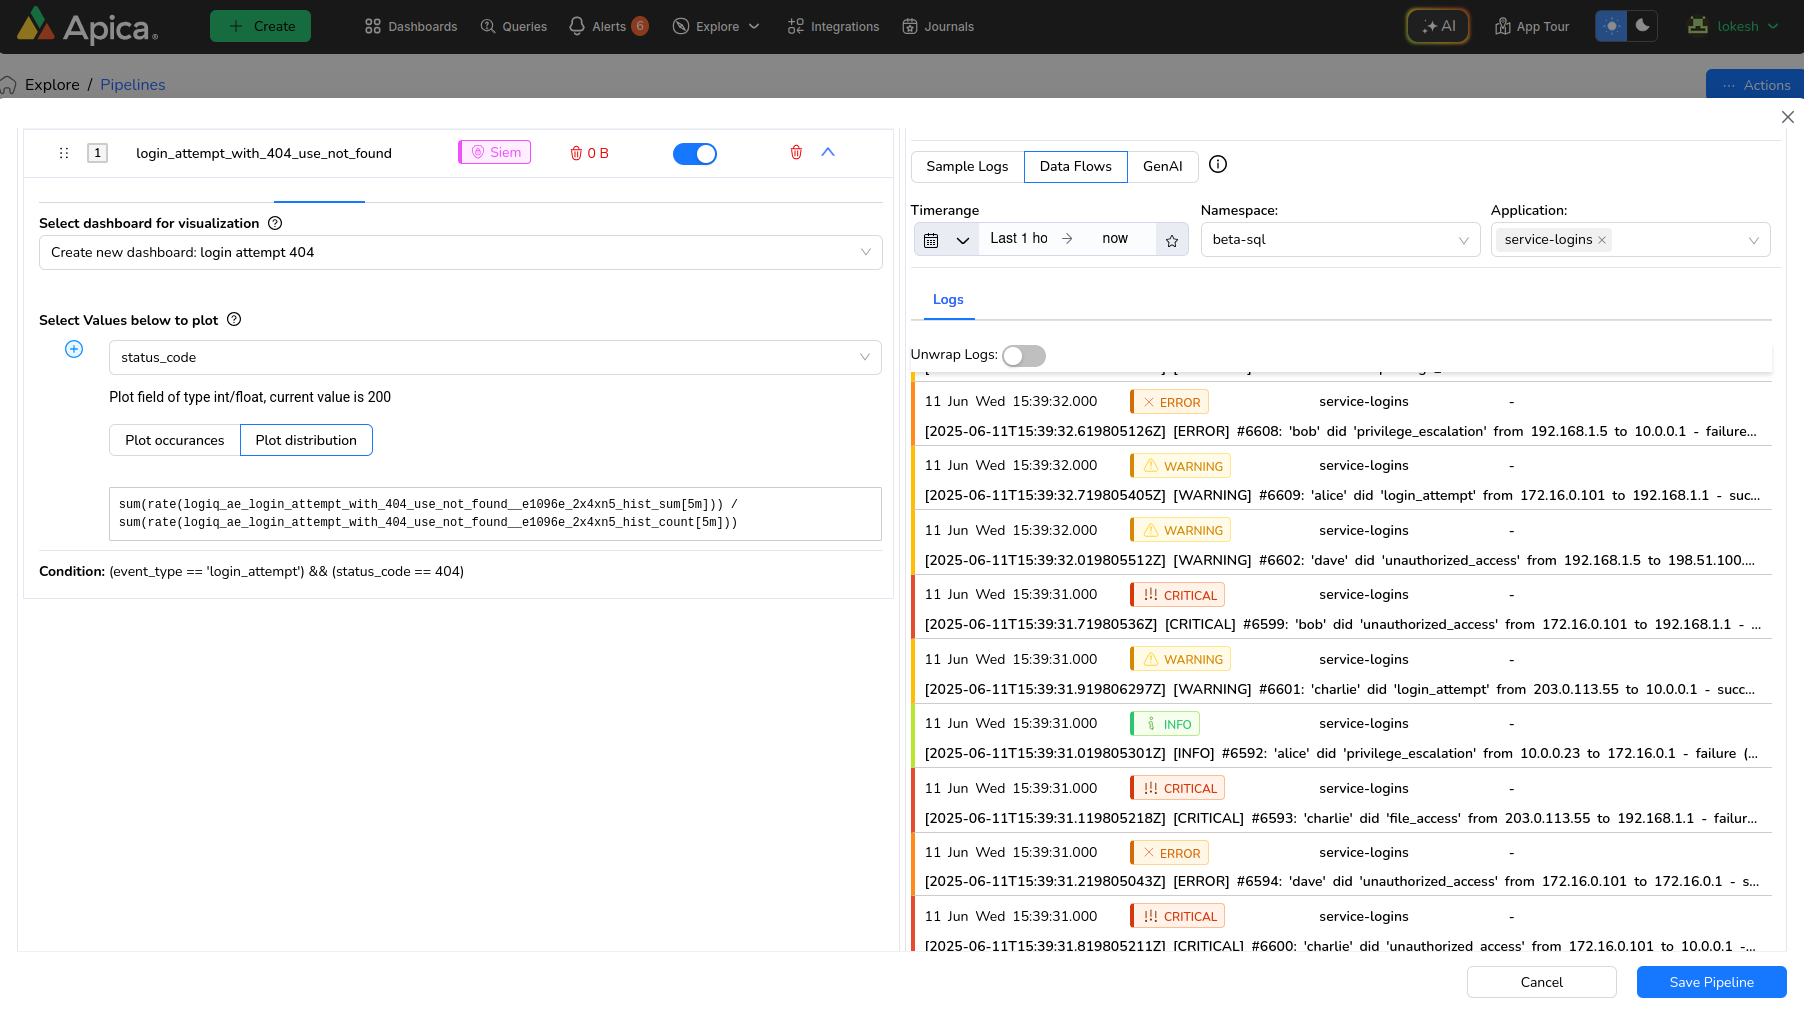 Apica®
Create
Dashboards
Queries
Alerts 6
Explore
Integrations
Journals
AI
App Tour
lokesh
Explore / Pipelines
··· Actions
1 login_attempt_with_404_use_not_found Siem 0 B
Select dashboard for visualization
Create new dashboard: login attempt 404
Select Values below to plot
status_code
Plot field of type int/float, current value is 200
Plot occurances Plot distribution
sum(rate(logiq_ae_login_attempt_with_404_use_not_found__e1096e_2x4xn5_hist_sum[5m])) /
sum(rate(logiq_ae_login_attempt_with_404_use_not_found__e1096e_2x4xn5_hist_count[5m]))
Condition: (event_type == 'login_attempt') && (status_code == 404)
Sample Logs Data Flows GenAI
Timerange Namespace: Application:
Last 1 ho → now beta-sql service-logins
Logs
Unwrap Logs:
11 Jun Wed 15:39:32.000 ERROR service-logins -
[2025-06-11T15:39:32.619805126Z] [ERROR] #6608: 'bob' did 'privilege_escalation' from 192.168.1.5 to 10.0.0.1 - failure...
11 Jun Wed 15:39:32.000 WARNING service-logins -
[2025-06-11T15:39:32.719805405Z] [WARNING] #6609: 'alice' did 'login_attempt' from 172.16.0.101 to 192.168.1.1 - suc...
11 Jun Wed 15:39:32.000 WARNING service-logins -
[2025-06-11T15:39:32.019805512Z] [WARNING] #6602: 'dave' did 'unauthorized_access' from 192.168.1.5 to 198.51.100....
11 Jun Wed 15:39:31.000 CRITICAL service-logins -
[2025-06-11T15:39:31.71980536Z] [CRITICAL] #6599: 'bob' did 'unauthorized_access' from 172.16.0.101 to 192.168.1.1 - ...
11 Jun Wed 15:39:31.000 WARNING service-logins -
[2025-06-11T15:39:31.919806297Z] [WARNING] #6601: 'charlie' did 'login_attempt' from 203.0.113.55 to 10.0.0.1 - succ...
11 Jun Wed 15:39:31.000 INFO service-logins -
[2025-06-11T15:39:31.019805301Z] [INFO] #6592: 'alice' did 'privilege_escalation' from 10.0.0.23 to 172.16.0.1 - failure (...
11 Jun Wed 15:39:31.000 CRITICAL service-logins -
[2025-06-11T15:39:31.119805218Z] [CRITICAL] #6593: 'charlie' did 'file_access' from 203.0.113.55 to 192.168.1.1 - failur...
11 Jun Wed 15:39:31.000 ERROR service-logins -
[2025-06-11T15:39:31.219805043Z] [ERROR] #6594: 'dave' did 'unauthorized_access' from 172.16.0.101 to 172.16.0.1 - s...
11 Jun Wed 15:39:31.000 CRITICAL service-logins -
[2025-06-11T15:39:31.819805211Z] [CRITICAL] #6600: 'charlie' did 'unauthorized_access' from 172.16.0.101 to 10.0.0.1 -...
Cancel Save Pipeline